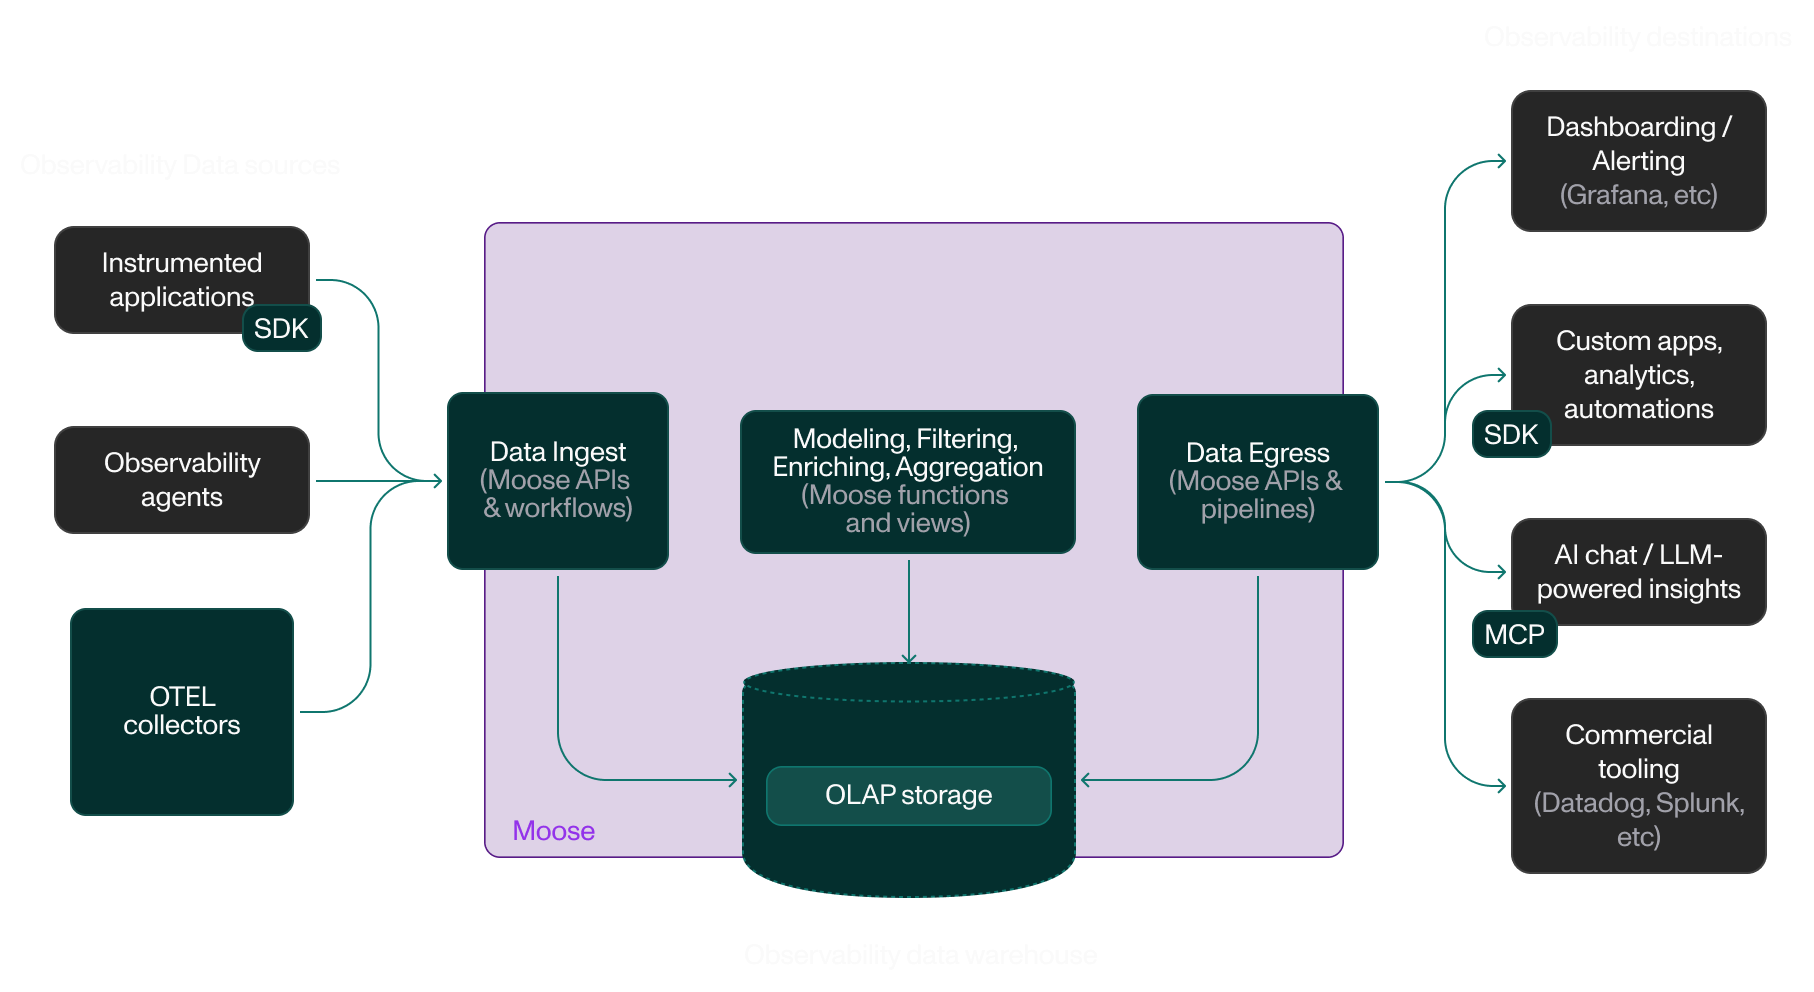 Observability destinations
Observability Data sources
Instrumented
applications
SDK
Observability
agents
OTEL
collectors
Data Ingest
(Moose APIs
& workflows)
Modeling, Filtering,
Enriching, Aggregation
(Moose functions
and views)
Data Egress
(Moose APIs &
pipelines)
OLAP storage
Moose
Observability data warehouse
Dashboarding /
Alerting
(Grafana, etc)
Custom apps,
analytics,
automations
SDK
AI chat / LLM-
powered insights
MCP
Commercial
tooling
(Datadog, Splunk,
etc)